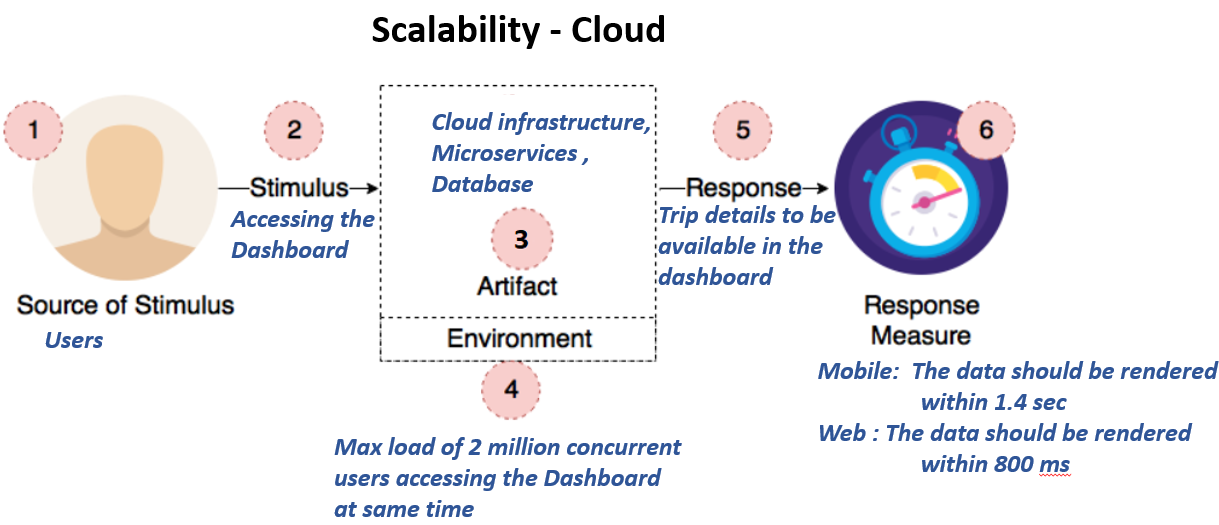 Scalability - Cloud
1
Source of Stimulus
Users
2
Stimulus
Accessing the
Dashboard
Cloud infrastructure,
Microservices ,
Database
3
Artifact
Environment
4
Max load of 2 million concurrent
users accessing the Dashboard
at same time
5
Response
Trip details to be
available in the
dashboard
6
Response
Measure
Mobile: The data should be rendered
within 1.4 sec
Web : The data should be rendered
within 800 ms